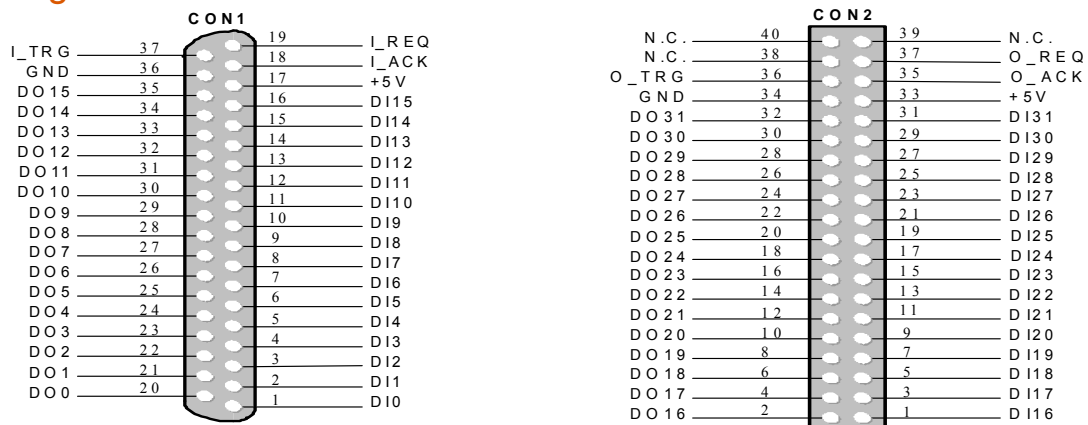 CON1
I_TRG 37 19 I_REQ
GND 36 18 I_ACK
DO15 35 17 +5V
DO14 34 16 DI15
DO13 33 15 DI14
DO12 32 14 DI13
DO11 31 13 DI12
DO10 30 12 DI11
DO9 29 11 DI10
DO8 28 10 DI9
DO7 27 9 DI8
DO6 26 8 DI7
DO5 25 7 DI6
DO4 24 6 DI5
DO3 23 5 DI4
DO2 22 4 DI3
DO1 21 3 DI2
DO0 20 2 DI1
1 DI0
CON2
N.C. 40 39 N.C.
N.C. 38 37 O_REQ
O_TRG 36 35 O_ACK
GND 34 33 +5V
DO31 32 31 DI31
DO30 30 29 DI30
DO29 28 27 DI29
DO28 26 25 DI28
DO27 24 23 DI27
DO26 22 21 DI26
DO25 20 19 DI25
DO24 18 17 DI24
DO23 16 15 DI23
DO22 14 13 DI22
DO21 12 11 DI21
DO20 10 9 DI20
DO19 8 7 DI19
DO18 6 5 DI18
DO17 4 3 DI17
DO16 2 1 DI16